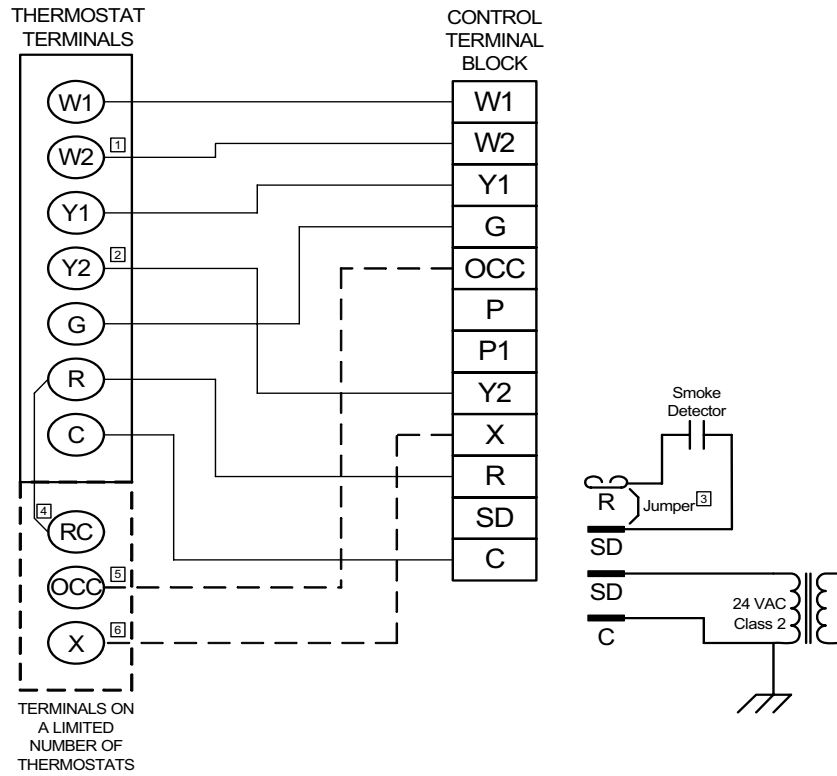 THERMOSTAT
TERMINALS
W1
W2
1
Y1
Y2
2
G
R
C
4
RC
OCC
5
X
6
TERMINALS ON
A LIMITED
NUMBER OF
THERMOSTATS
CONTROL
TERMINAL
BLOCK
W1
W2
Y1
G
OCC
P
P1
Y2
X
R
SD
C
Smoke
Detector
R
Jumper 3
SD
SD
24 VAC
Class 2
C